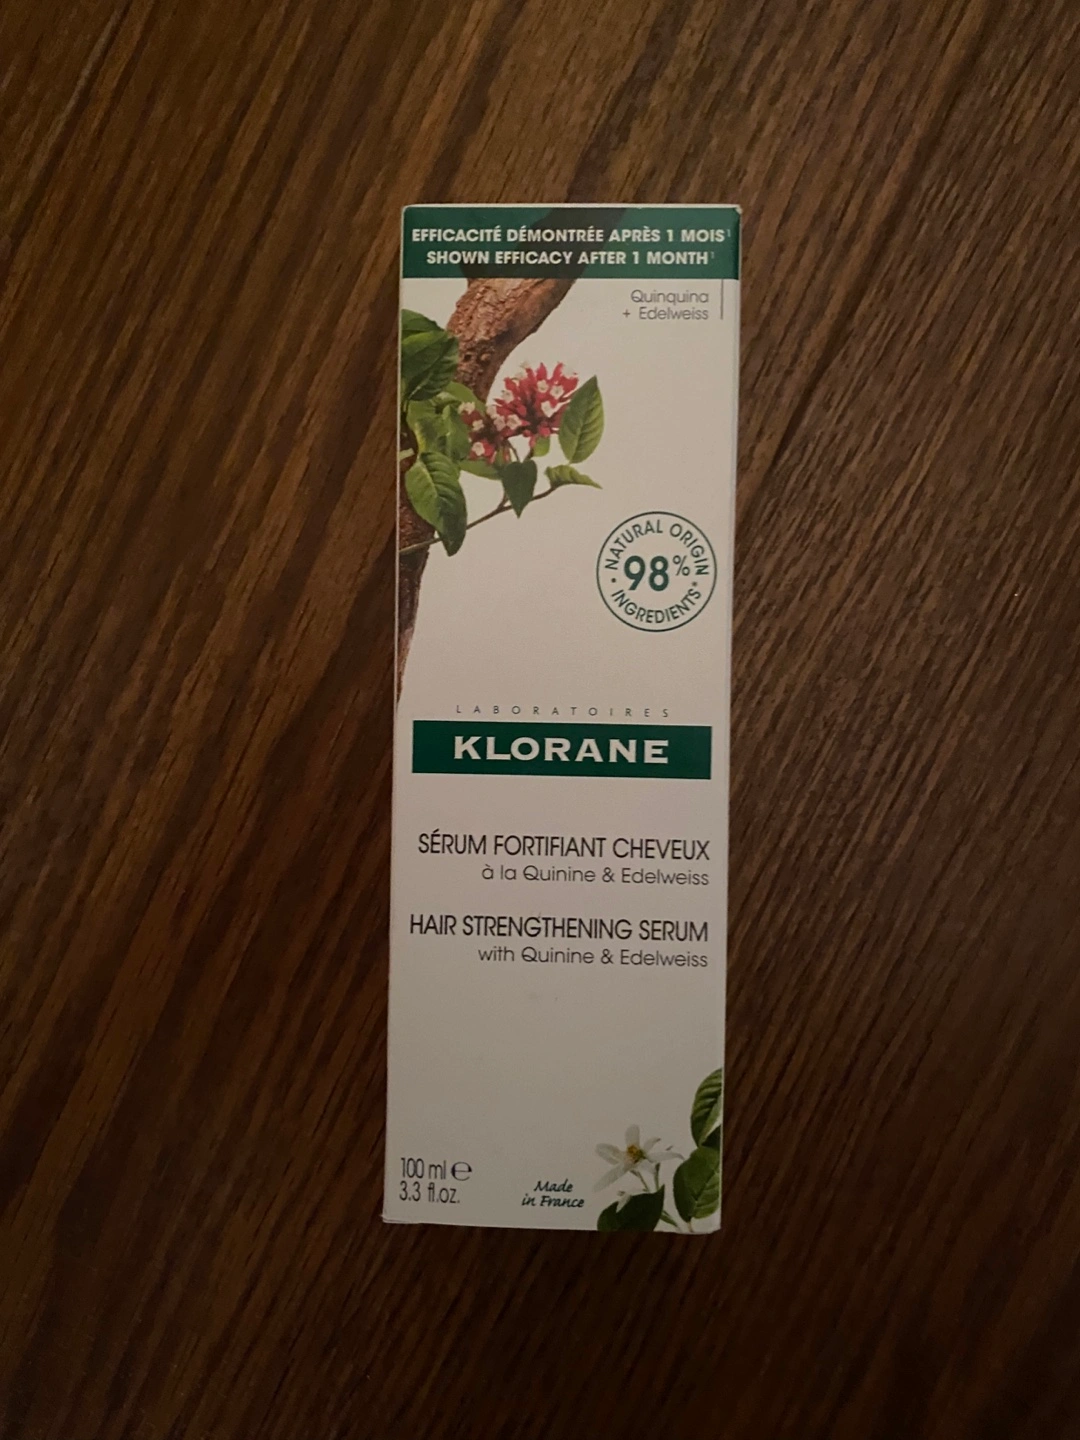 EFFICACITÉ DÉMONTRÉE APRÈS 1 MOIS¹
SHOWN EFFICACY AFTER 1 MONTH¹
Quinquina
+ Edelweiss
• NATURAL ORIGIN •
98%
INGREDIENTS*
LABORATOIRES
KLORANE
SÉRUM FORTIFIANT CHEVEUX
à la Quinine & Edelweiss
HAIR STRENGTHENING SERUM
with Quinine & Edelweiss
100 ml ℮
3.3 fl.oz.
Made
in France